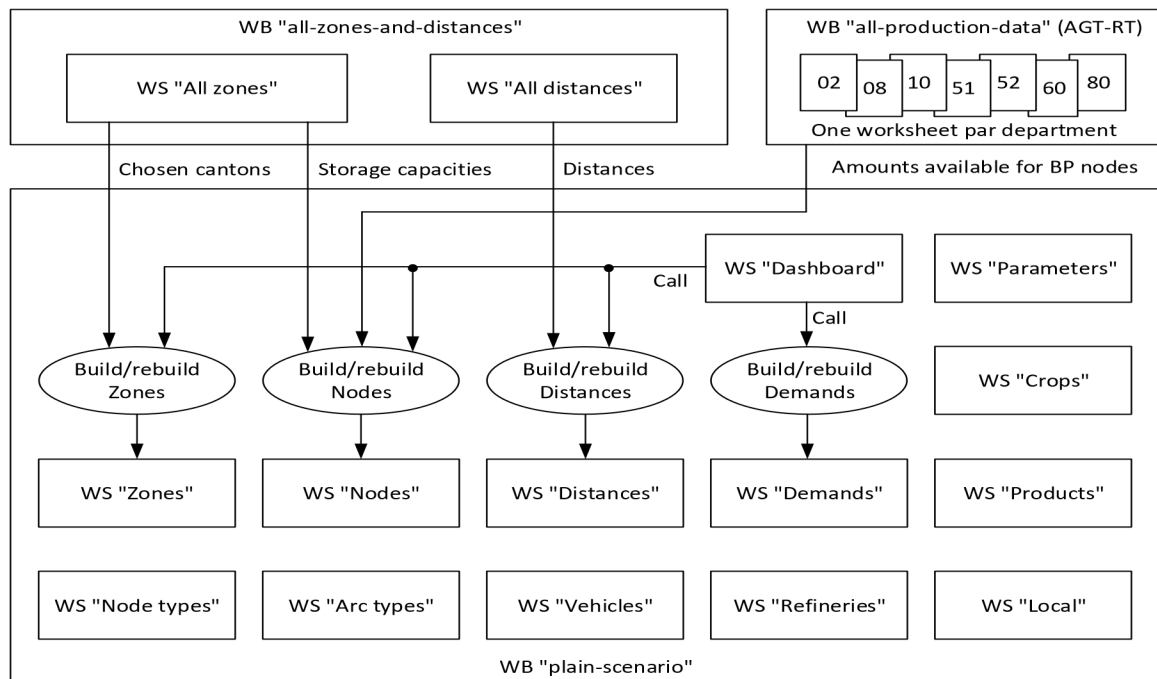 WB "all-zones-and-distances"
WB "all-production-data" (AGT-RT)
WS "All zones"
WS "All distances"
02
08
10
51
52
60
80
One worksheet par department
Chosen cantons
Storage capacities
Distances
Amounts available for BP nodes
WS "Dashboard"
WS "Parameters"
Call
Call
Build/rebuild
Zones
Build/rebuild
Nodes
Build/rebuild
Distances
Build/rebuild
Demands
WS "Crops"
WS "Zones"
WS "Nodes"
WS "Distances"
WS "Demands"
WS "Products"
WS "Node types"
WS "Arc types"
WS "Vehicles"
WS "Refineries"
WS "Local"
WB "plain-scenario"